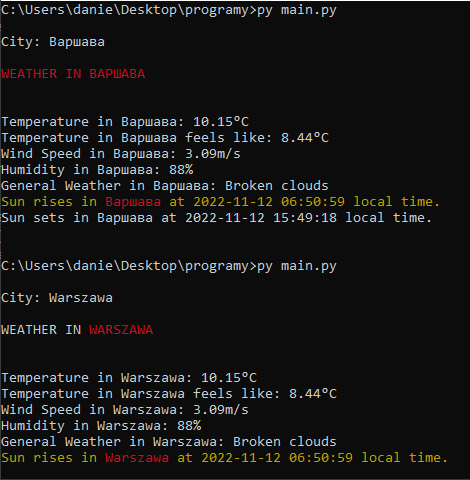 C:\Users\danie\Desktop\programy>py main.py
City: Варшава
WEATHER IN ВАРШАВА
Temperature in Варшава: 10.15°C
Temperature in Варшава feels like: 8.44°C
Wind Speed in Варшава: 3.09m/s
Humidity in Варшава: 88%
General Weather in Варшава: Broken clouds
Sun rises in Варшава at 2022-11-12 06:50:59 local time.
Sun sets in Варшава at 2022-11-12 15:49:18 local time.
C:\Users\danie\Desktop\programy>py main.py
City: Warszawa
WEATHER IN WARSZAWA
Temperature in Warszawa: 10.15°C
Temperature in Warszawa feels like: 8.44°C
Wind Speed in Warszawa: 3.09m/s
Humidity in Warszawa: 88%
General Weather in Warszawa: Broken clouds
Sun rises in Warszawa at 2022-11-12 06:50:59 local time.